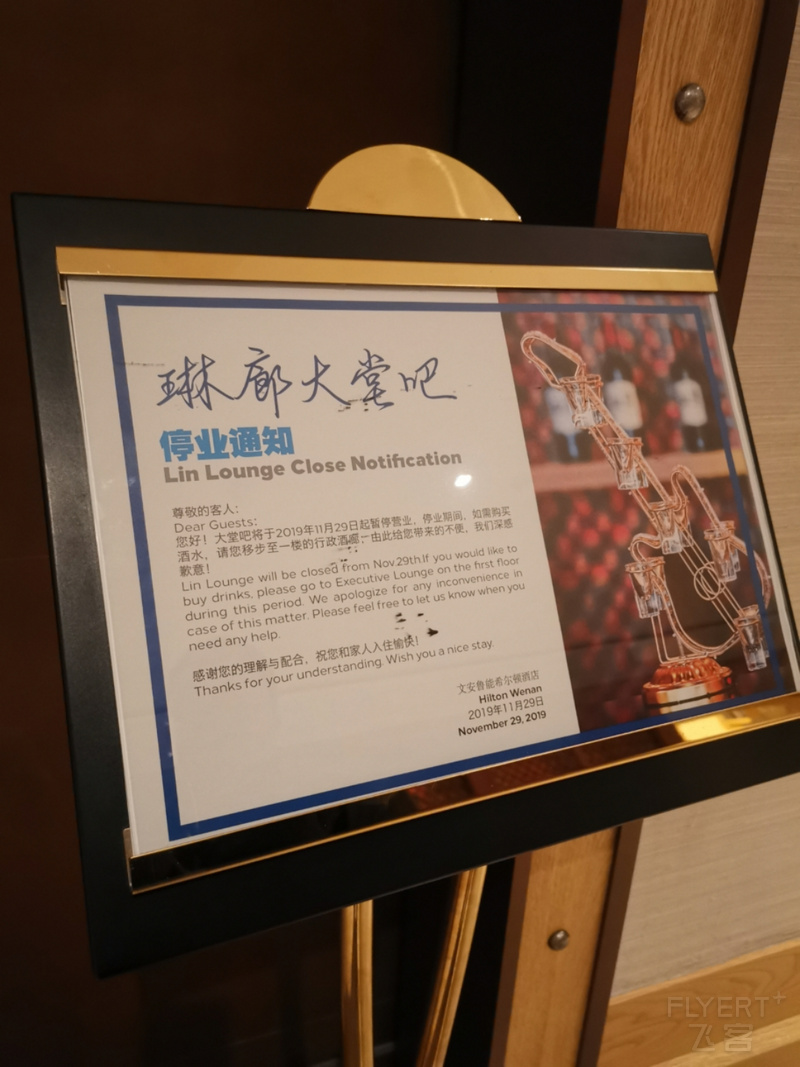 琳廊大堂吧
停业通知
Lin Lounge Close Notification
尊敬的客人：
Dear Guests:
您好！大堂吧将于2019年11月29日起暂停营业，停业期间，如需购买
酒水，请您移步至一楼的行政酒廊，由此给您带来的不便，我们深感
歉意！
Lin Lounge will be closed from Nov.29th.If you would like to
buy drinks, please go to Executive Lounge on the first floor
during this period. We apologize for any inconvenience in
case of this matter. Please feel free to let us know when you
need any help.
感谢您的理解与配合，祝您和家人入住愉快！
Thanks for your understanding. Wish you a nice stay.
文安鲁能希尔顿酒店
Hilton Wenan
2019年11月29日
November 29, 2019
FLYERT+
飞客